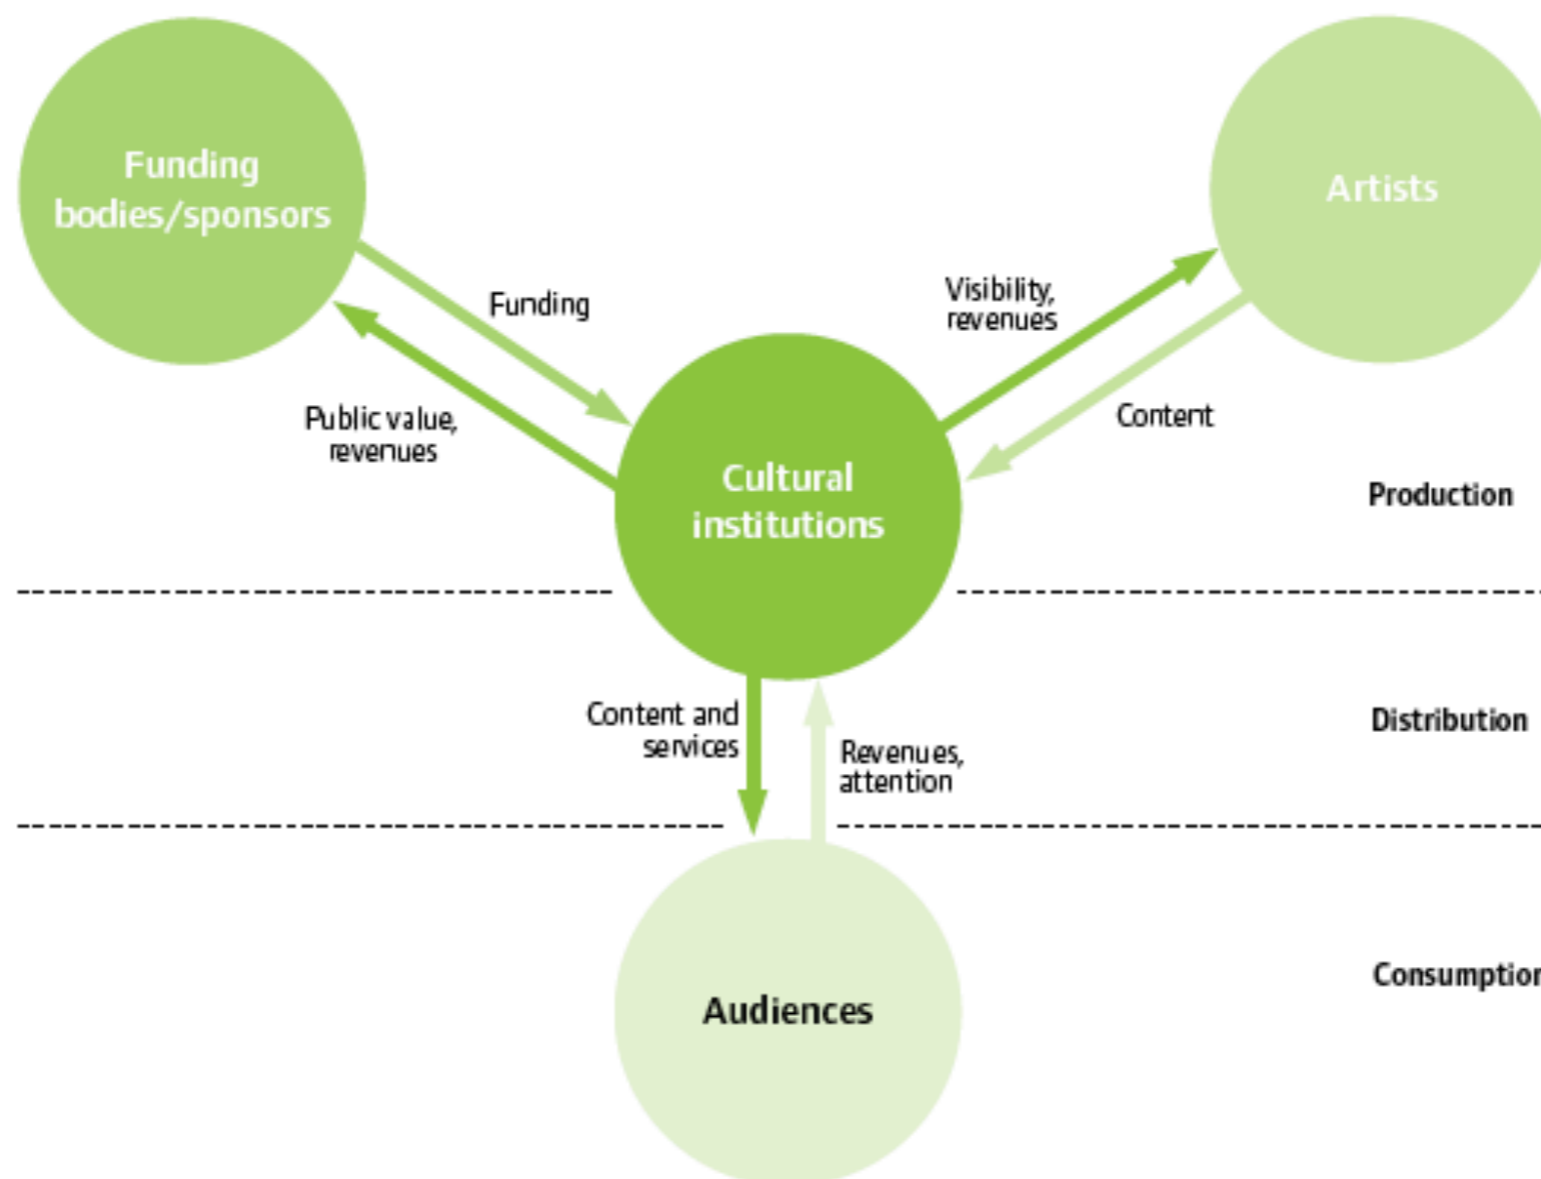 Funding
bodies/sponsors
Artists
Funding
Visibility,
revenues
Public value,
revenues
Content
Cultural
institutions
Production
Content and
services
Distribution
Revenues,
attention
Consumption
Audiences